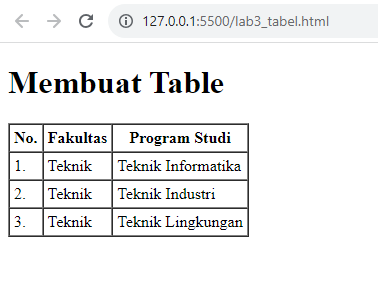 127.0.0.1:5500/lab3_tabel.html
Membuat Table
No. Fakultas Program Studi
1. Teknik Teknik Informatika
2. Teknik Teknik Industri
3. Teknik Teknik Lingkungan